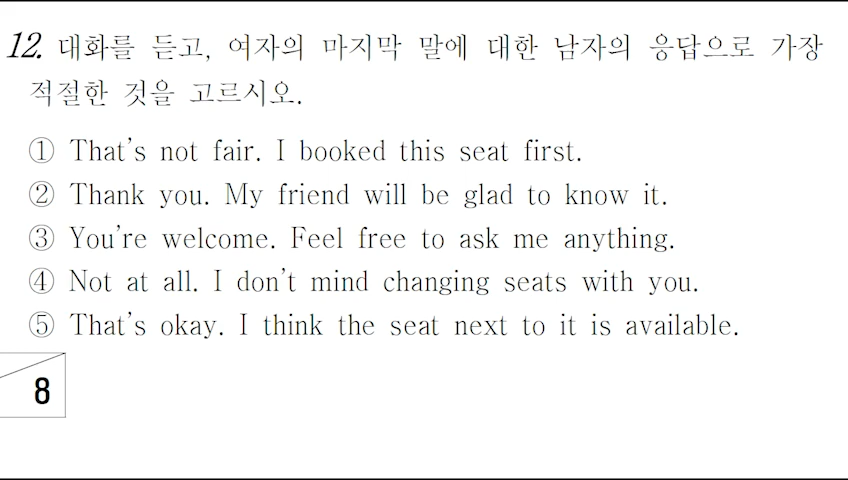 12. 대화를 듣고, 여자의 마지막 말에 대한 남자의 응답으로 가장
적절한 것을 고르시오.
① That's not fair. I booked this seat first.
② Thank you. My friend will be glad to know it.
③ You're welcome. Feel free to ask me anything.
④ Not at all. I don't mind changing seats with you.
⑤ That's okay. I think the seat next to it is available.
8